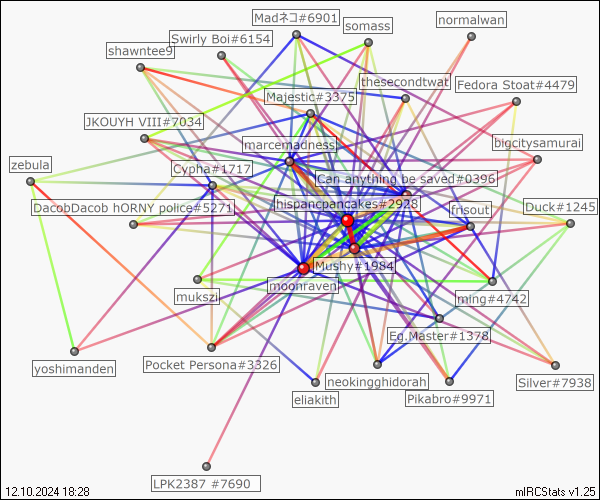 Madネコ#6901
somass
normalwan
Swirly Boi#6154
shawntee9
thesecondtwat
Fedora Stoat#4479
Majestic#3375
JKOUYH VIII#7034
marcemadness
bigcitysamurai
zebula
Cypha#1717
Can anything be saved#0396
DacobDacob hORNY police#5271
hispancpancakes#2928
frisout
Duck#1245
Mushy#1984
moonraven
mukszi
ming#4742
Eg.Master#1378
yoshimanden
Pocket Persona#3326
neokingghidorah
Silver#7938
eliakith
Pikabro#9971
LPK2387 #7690
12.10.2024 18:28
mIRCStats v1.25